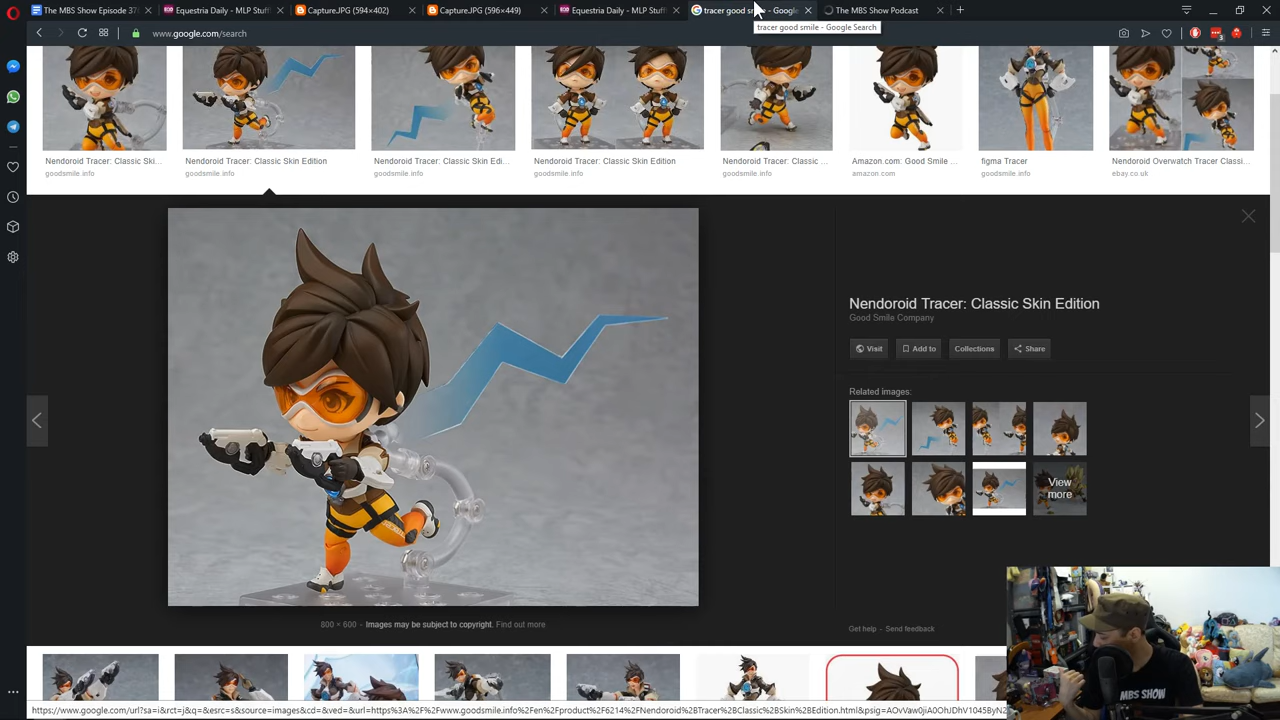 The MBS Show Episode 37
Equestria Daily - MLP Stuff
CaptureJPG (594×402)
CaptureJPG (596×449)
Equestria Daily - MLP Stuff
tracer good smile - Google
The MBS Show Podcast
www.google.com/search
tracer good smile - Google Search
3
Nendoroid Tracer: Classic Ski...
Nendoroid Tracer: Classic Skin Edition
Nendoroid Tracer: Classic Skin Edi...
Nendoroid Tracer: Classic Skin Edition
Nendoroid Tracer: Classic ...
Amazon.com: Good Smile ...
figma Tracer
Nendoroid Overwatch Tracer Classi...
goodsmile.info
goodsmile.info
goodsmile.info
goodsmile.info
goodsmile.info
amazon.com
goodsmile.info
ebay.co.uk
Nendoroid Tracer: Classic Skin Edition
Good Smile Company
Visit
Add to
Collections
Share
Related images:
View
more
800 × 600 - Images may be subject to copyright. Find out more
Get help - Send feedback
MBS SHOW